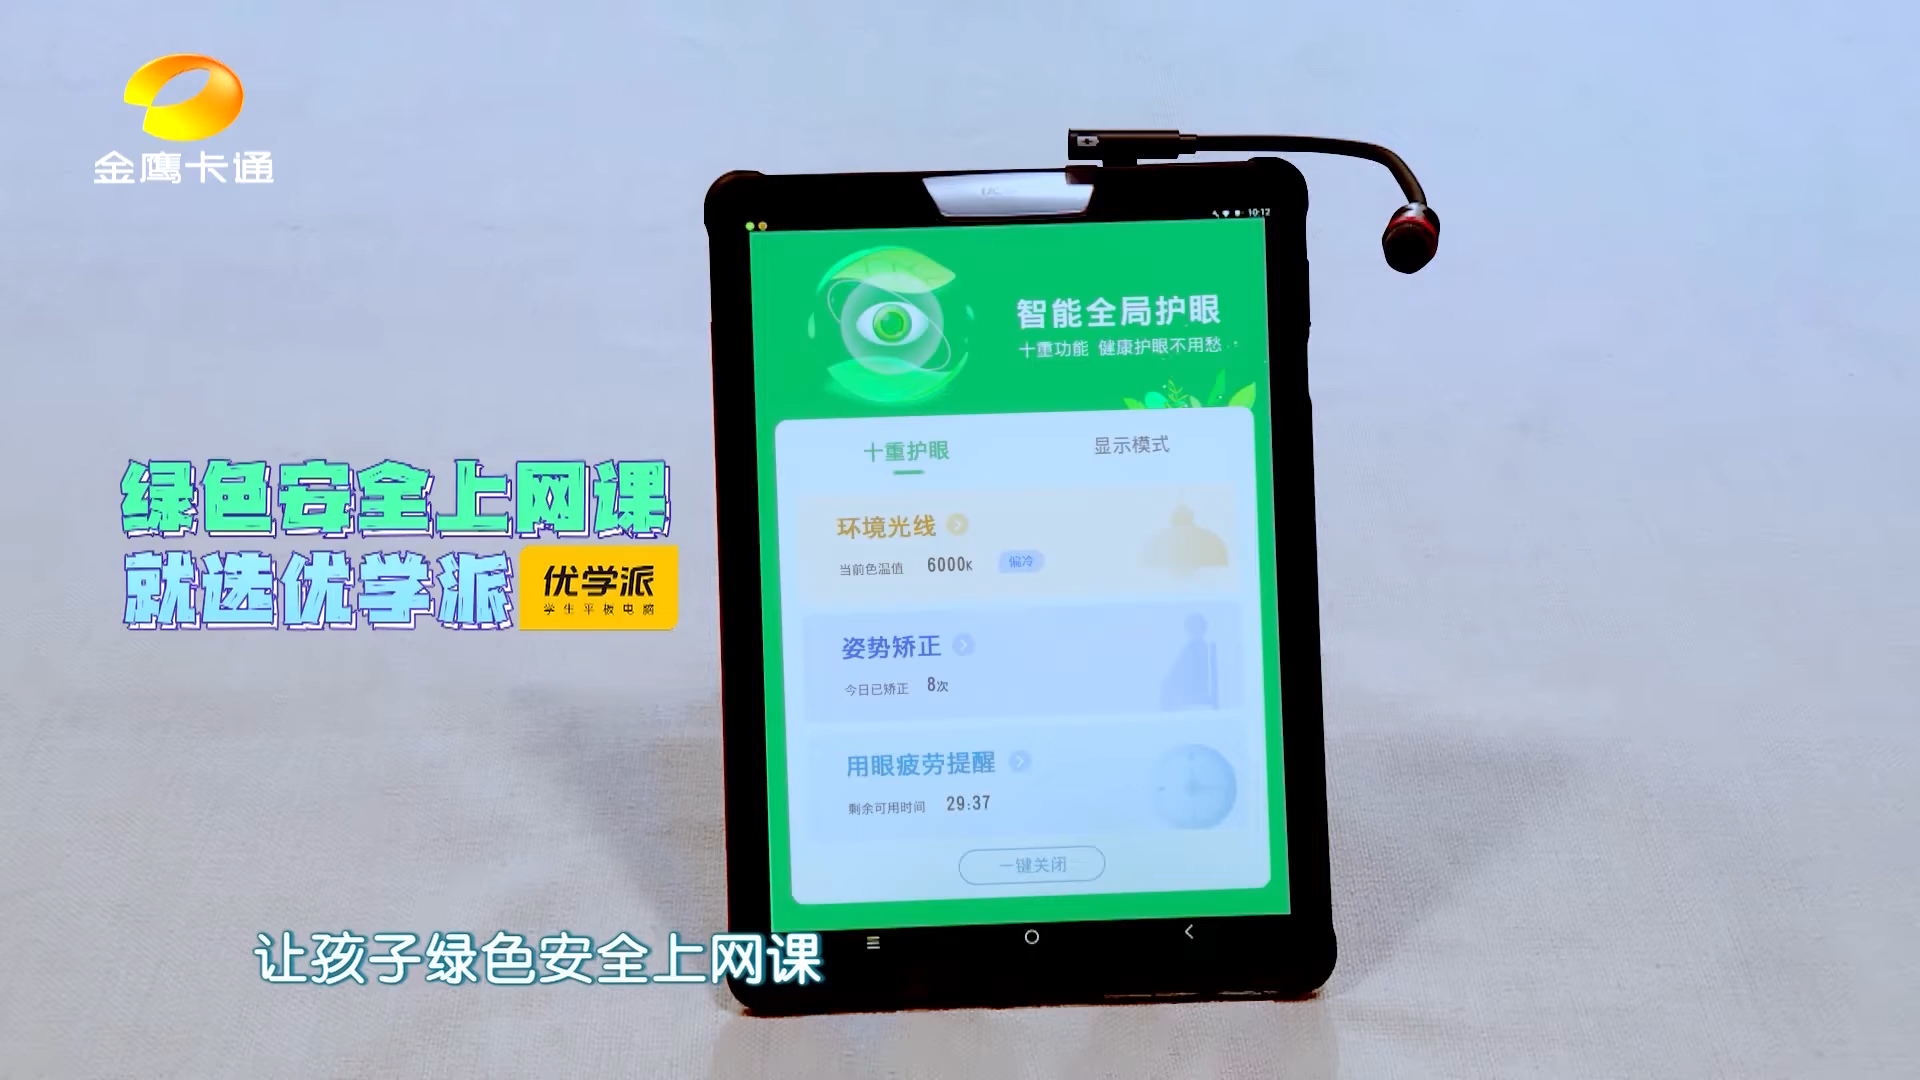 金鹰卡通
10:12
智能全局护眼
十重功能 健康护眼不用愁
十重护眼
显示模式
环境光线
当前色温值 6000K 偏冷
姿势矫正
今日已矫正 8次
用眼疲劳提醒
剩余可用时间 29:37
一键关闭
绿色安全上网课
就选优学派
优学派
学生平板电脑
让孩子绿色安全上网课